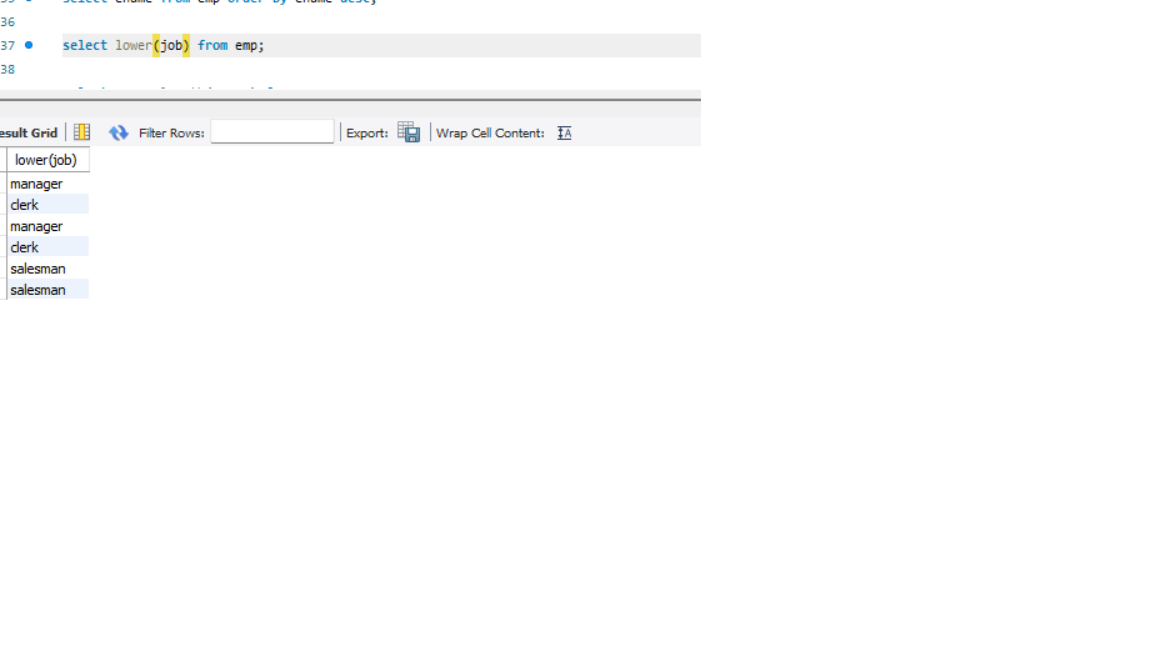 select ename from emp order by ename desc;
36
37 select lower(job) from emp;
38
esult Grid Filter Rows: Export: Wrap Cell Content: IA
lower(job)
manager
clerk
manager
clerk
salesman
salesman